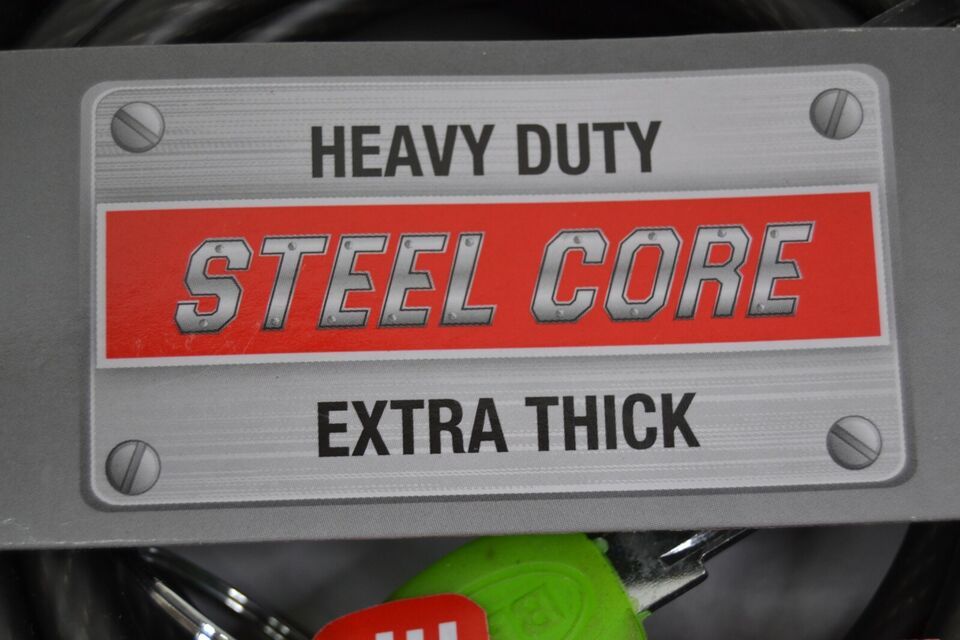 HEAVY DUTY
STEEL CORE
EXTRA THICK